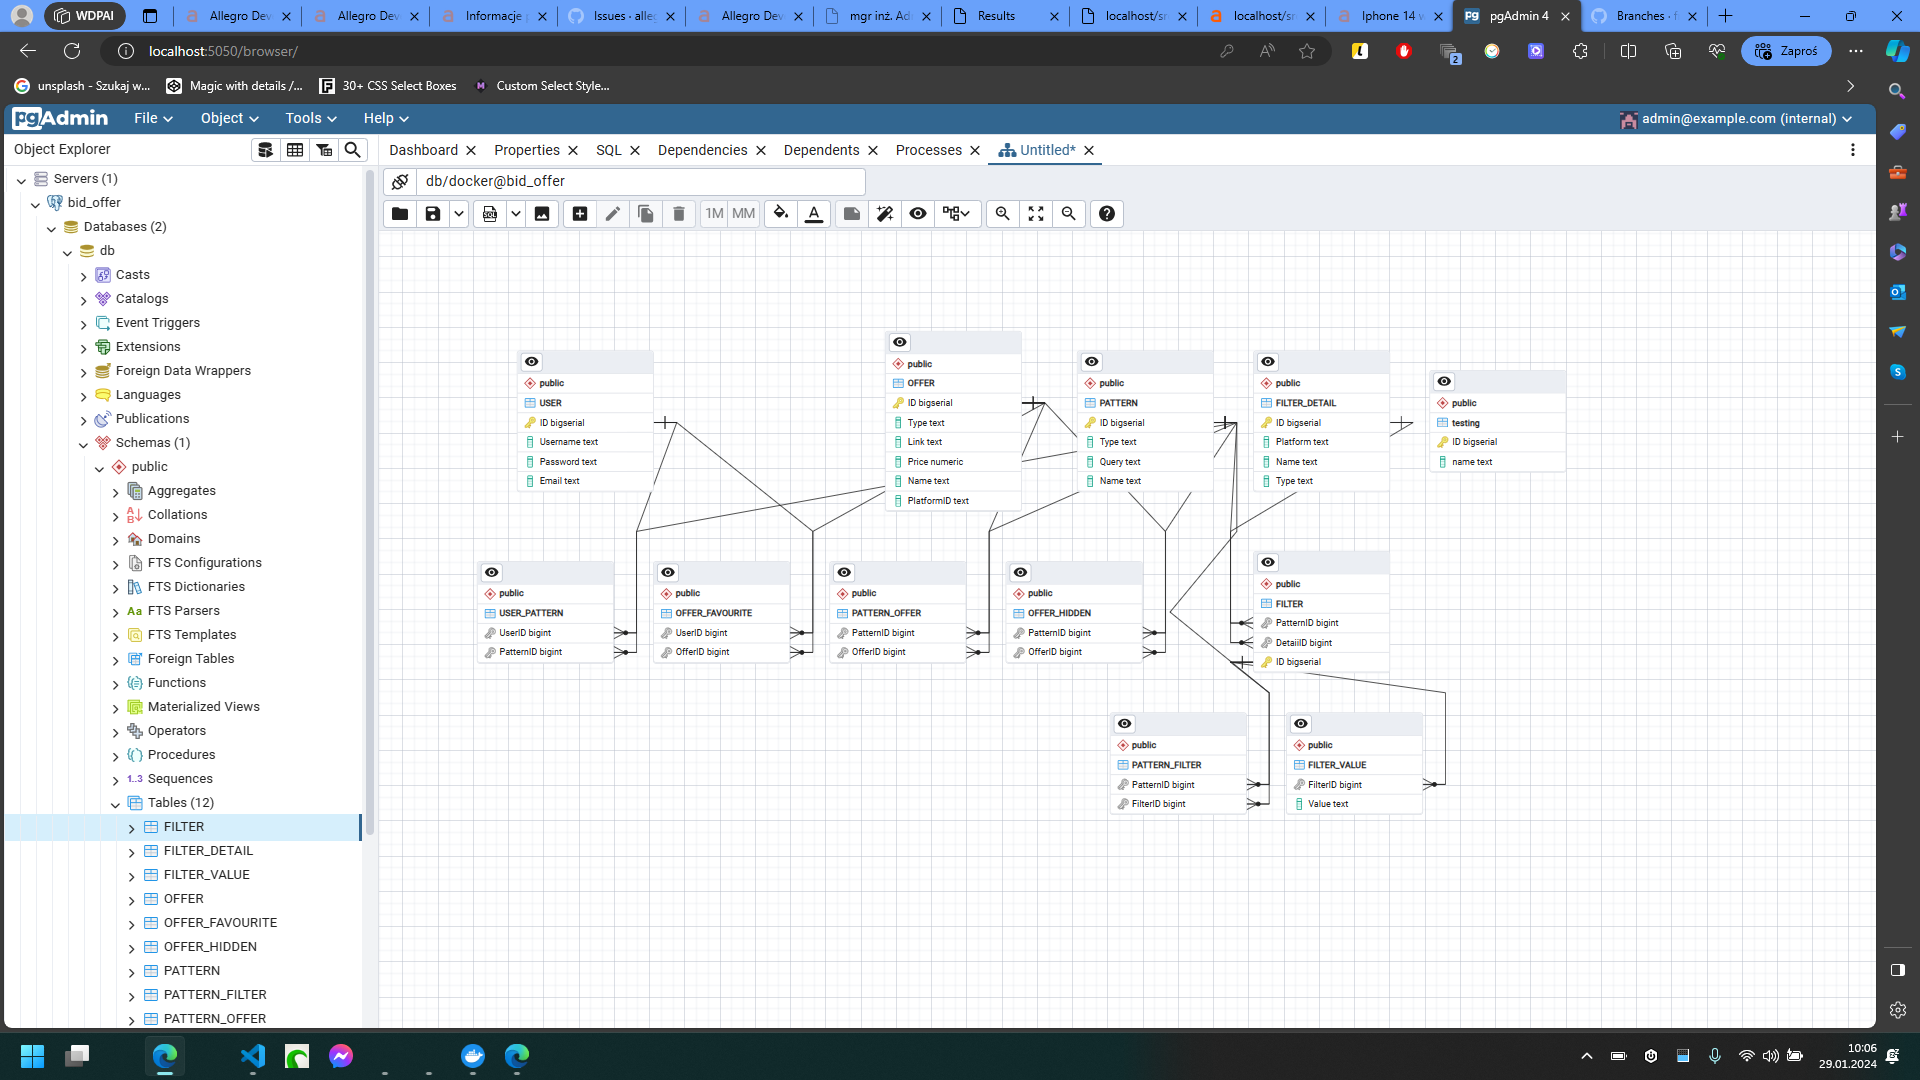 WDPAI
Allegro Dev
Allegro Dev
Informacje
Issues · alleg
Allegro Dev
mgr inż. Ad
Results
localhost/sr
localhost/sr
Iphone 14 w
pgAdmin 4
Branches · f
localhost:5050/browser/
2
Zaproś
unsplash - Szukaj w...
Magic with details /...
30+ CSS Select Boxes
Custom Select Style...
pgAdmin
File
Object
Tools
Help
admin@example.com (internal)
Object Explorer
Dashboard
Properties
SQL
Dependencies
Dependents
Processes
Untitled*
db/docker@bid_offer
SQL
1M
MM
Servers (1)
bid_offer
Databases (2)
db
Casts
Catalogs
Event Triggers
Extensions
Foreign Data Wrappers
Languages
Publications
Schemas (1)
public
Aggregates
Collations
Domains
FTS Configurations
FTS Dictionaries
FTS Parsers
FTS Templates
Foreign Tables
Functions
Materialized Views
Operators
Procedures
Sequences
Tables (12)
FILTER
FILTER_DETAIL
FILTER_VALUE
OFFER
OFFER_FAVOURITE
OFFER_HIDDEN
PATTERN
PATTERN_FILTER
PATTERN_OFFER
public
USER
ID bigserial
Username text
Password text
Email text
public
OFFER
ID bigserial
Type text
Link text
Price numeric
Name text
PlatformID text
public
PATTERN
ID bigserial
Type text
Query text
Name text
public
FILTER_DETAIL
ID bigserial
Platform text
Name text
Type text
public
testing
ID bigserial
name text
public
USER_PATTERN
UserID bigint
PatternID bigint
public
OFFER_FAVOURITE
UserID bigint
OfferID bigint
public
PATTERN_OFFER
PatternID bigint
OfferID bigint
public
OFFER_HIDDEN
PatternID bigint
OfferID bigint
public
FILTER
PatternID bigint
DetailID bigint
ID bigserial
public
PATTERN_FILTER
PatternID bigint
FilterID bigint
public
FILTER_VALUE
FilterID bigint
Value text
10:06
29.01.2024